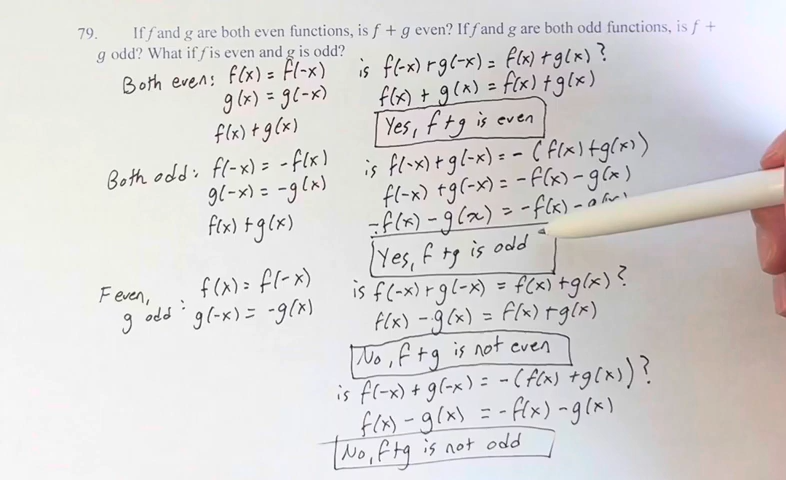 79. If f and g are both even functions, is f + g even? If f and g are both odd functions, is f +
g odd? What if f is even and g is odd?
Both even: f(x) = f(-x)
g(x) = g(-x)
f(x) + g(x)
is f(-x) + g(-x) = f(x) + g(x)?
f(x) + g(x) = f(x) + g(x)
Yes, f + g is even
Both odd: f(-x) = -f(x)
g(-x) = -g(x)
f(x) + g(x)
is f(-x) + g(-x) = - (f(x) + g(x))
f(-x) + g(-x) = -f(x) - g(x)
-f(x) - g(x) = -f(x) -
Yes, f + g is odd
F even,
g odd:
f(x) = f(-x)
g(-x) = -g(x)
is f(-x) + g(-x) = f(x) + g(x)?
f(x) - g(x) = f(x) + g(x)
No, f + g is not even
is f(-x) + g(-x) = - (f(x) + g(x))?
f(x) - g(x) = -f(x) - g(x)
No, f + g is not odd